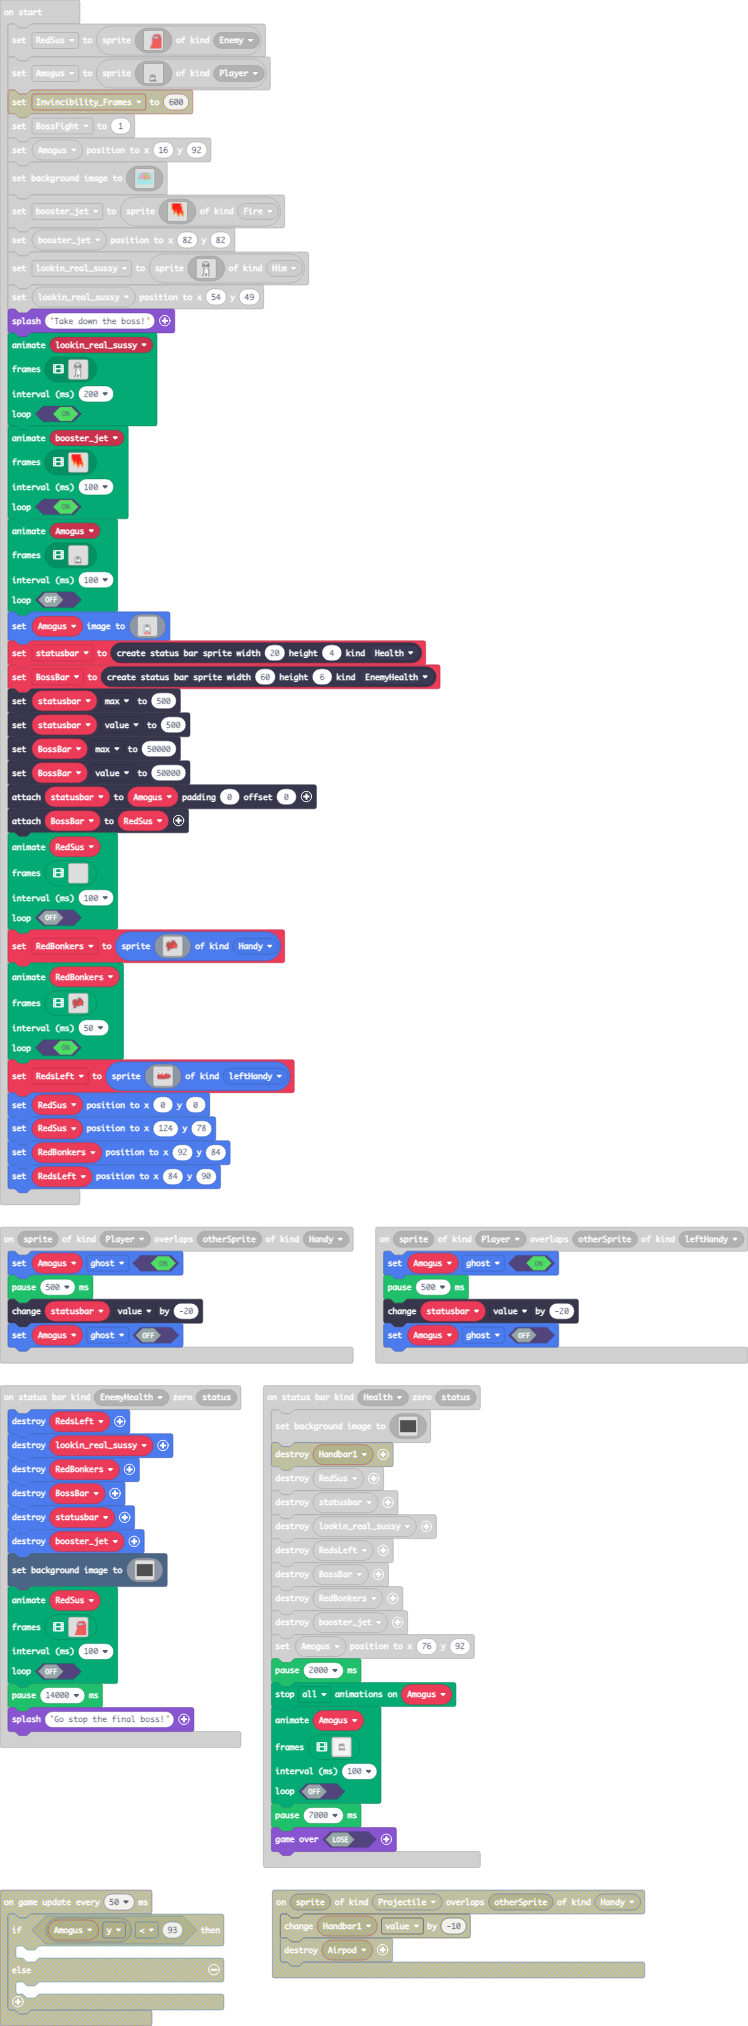 on start
set RedSus to sprite of kind Enemy
set Amogus to sprite of kind Player
set Invincibility_Frames to 600
set BossFight to 1
set Amogus position to x 16 y 92
set background image to
set booster_jet to sprite of kind Fire
set booster_jet position to x 82 y 82
set lookin_real_sussy to sprite of kind Him
set lookin_real_sussy position to x 54 y 49
splash "Take down the boss!"
animate lookin_real_sussy
frames
interval (ms) 200
loop ON
animate booster_jet
frames
interval (ms) 100
loop ON
animate Amogus
frames
interval (ms) 100
loop OFF
set Amogus image to
set statusbar to create status bar sprite width 20 height 4 kind Health
set BossBar to create status bar sprite width 60 height 6 kind EnemyHealth
set statusbar max to 500
set statusbar value to 500
set BossBar max to 50000
set BossBar value to 50000
attach statusbar to Amogus padding 0 offset 0
attach BossBar to RedSus
animate RedSus
frames
interval (ms) 100
loop OFF
set RedBonkers to sprite of kind Handy
animate RedBonkers
frames
interval (ms) 50
loop ON
set RedsLeft to sprite of kind leftHandy
set RedSus position to x 0 y 0
set RedSus position to x 124 y 78
set RedBonkers position to x 92 y 84
set RedsLeft position to x 84 y 90
on sprite of kind Player overlaps otherSprite of kind Handy
set Amogus ghost ON
pause 500 ms
change statusbar value by -20
set Amogus ghost OFF
on sprite of kind Player overlaps otherSprite of kind leftHandy
set Amogus ghost ON
pause 500 ms
change statusbar value by -20
set Amogus ghost OFF
on status bar kind EnemyHealth zero status
destroy RedsLeft
destroy lookin_real_sussy
destroy RedBonkers
destroy BossBar
destroy statusbar
destroy booster_jet
set background image to
animate RedSus
frames
interval (ms) 100
loop OFF
pause 14000 ms
splash "Go stop the final boss!"
on status bar kind Health zero status
set background image to
destroy Handbar1
destroy RedSus
destroy statusbar
destroy lookin_real_sussy
destroy RedsLeft
destroy BossBar
destroy RedBonkers
destroy booster_jet
set Amogus position to x 76 y 92
pause 2000 ms
stop all animations on Amogus
animate Amogus
frames
interval (ms) 100
loop OFF
pause 7000 ms
game over LOSE
on game update every 50 ms
if Amogus y < 93 then
else
on sprite of kind Projectile overlaps otherSprite of kind Handy
change Handbar1 value by -10
destroy Airpod